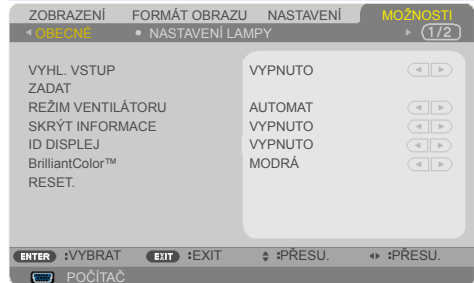 ZOBRAZENÍ FORMÁT OBRAZU NASTAVENÍ MOŽNOSTI
OBECNÉ • NASTAVENÍ LAMPY (1/2)
VYHL. VSTUP VYPNUTO
ZADAT
REŽIM VENTILÁTORU AUTOMAT
SKRÝT INFORMACE VYPNUTO
ID DISPLEJ VYPNUTO
BrilliantColor™ MODRÁ
RESET.
ENTER :VYBRAT EXIT :EXIT :PŘESU. :PŘESU.
POČÍTAČ